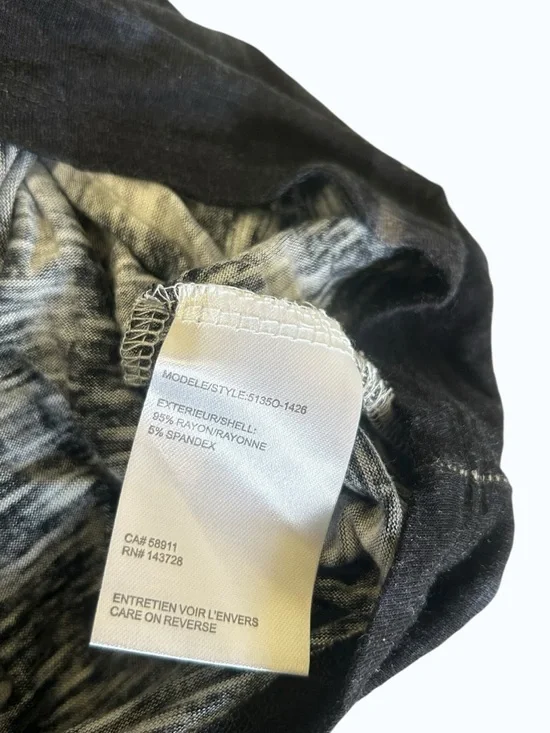 MODELE/STYLE:5135O-1426
EXTERIEUR/SHELL:
95% RAYON/RAYONNE
5% SPANDEX
CA# 58911
RN# 143728
ENTRETIEN VOIR L'ENVERS
CARE ON REVERSE